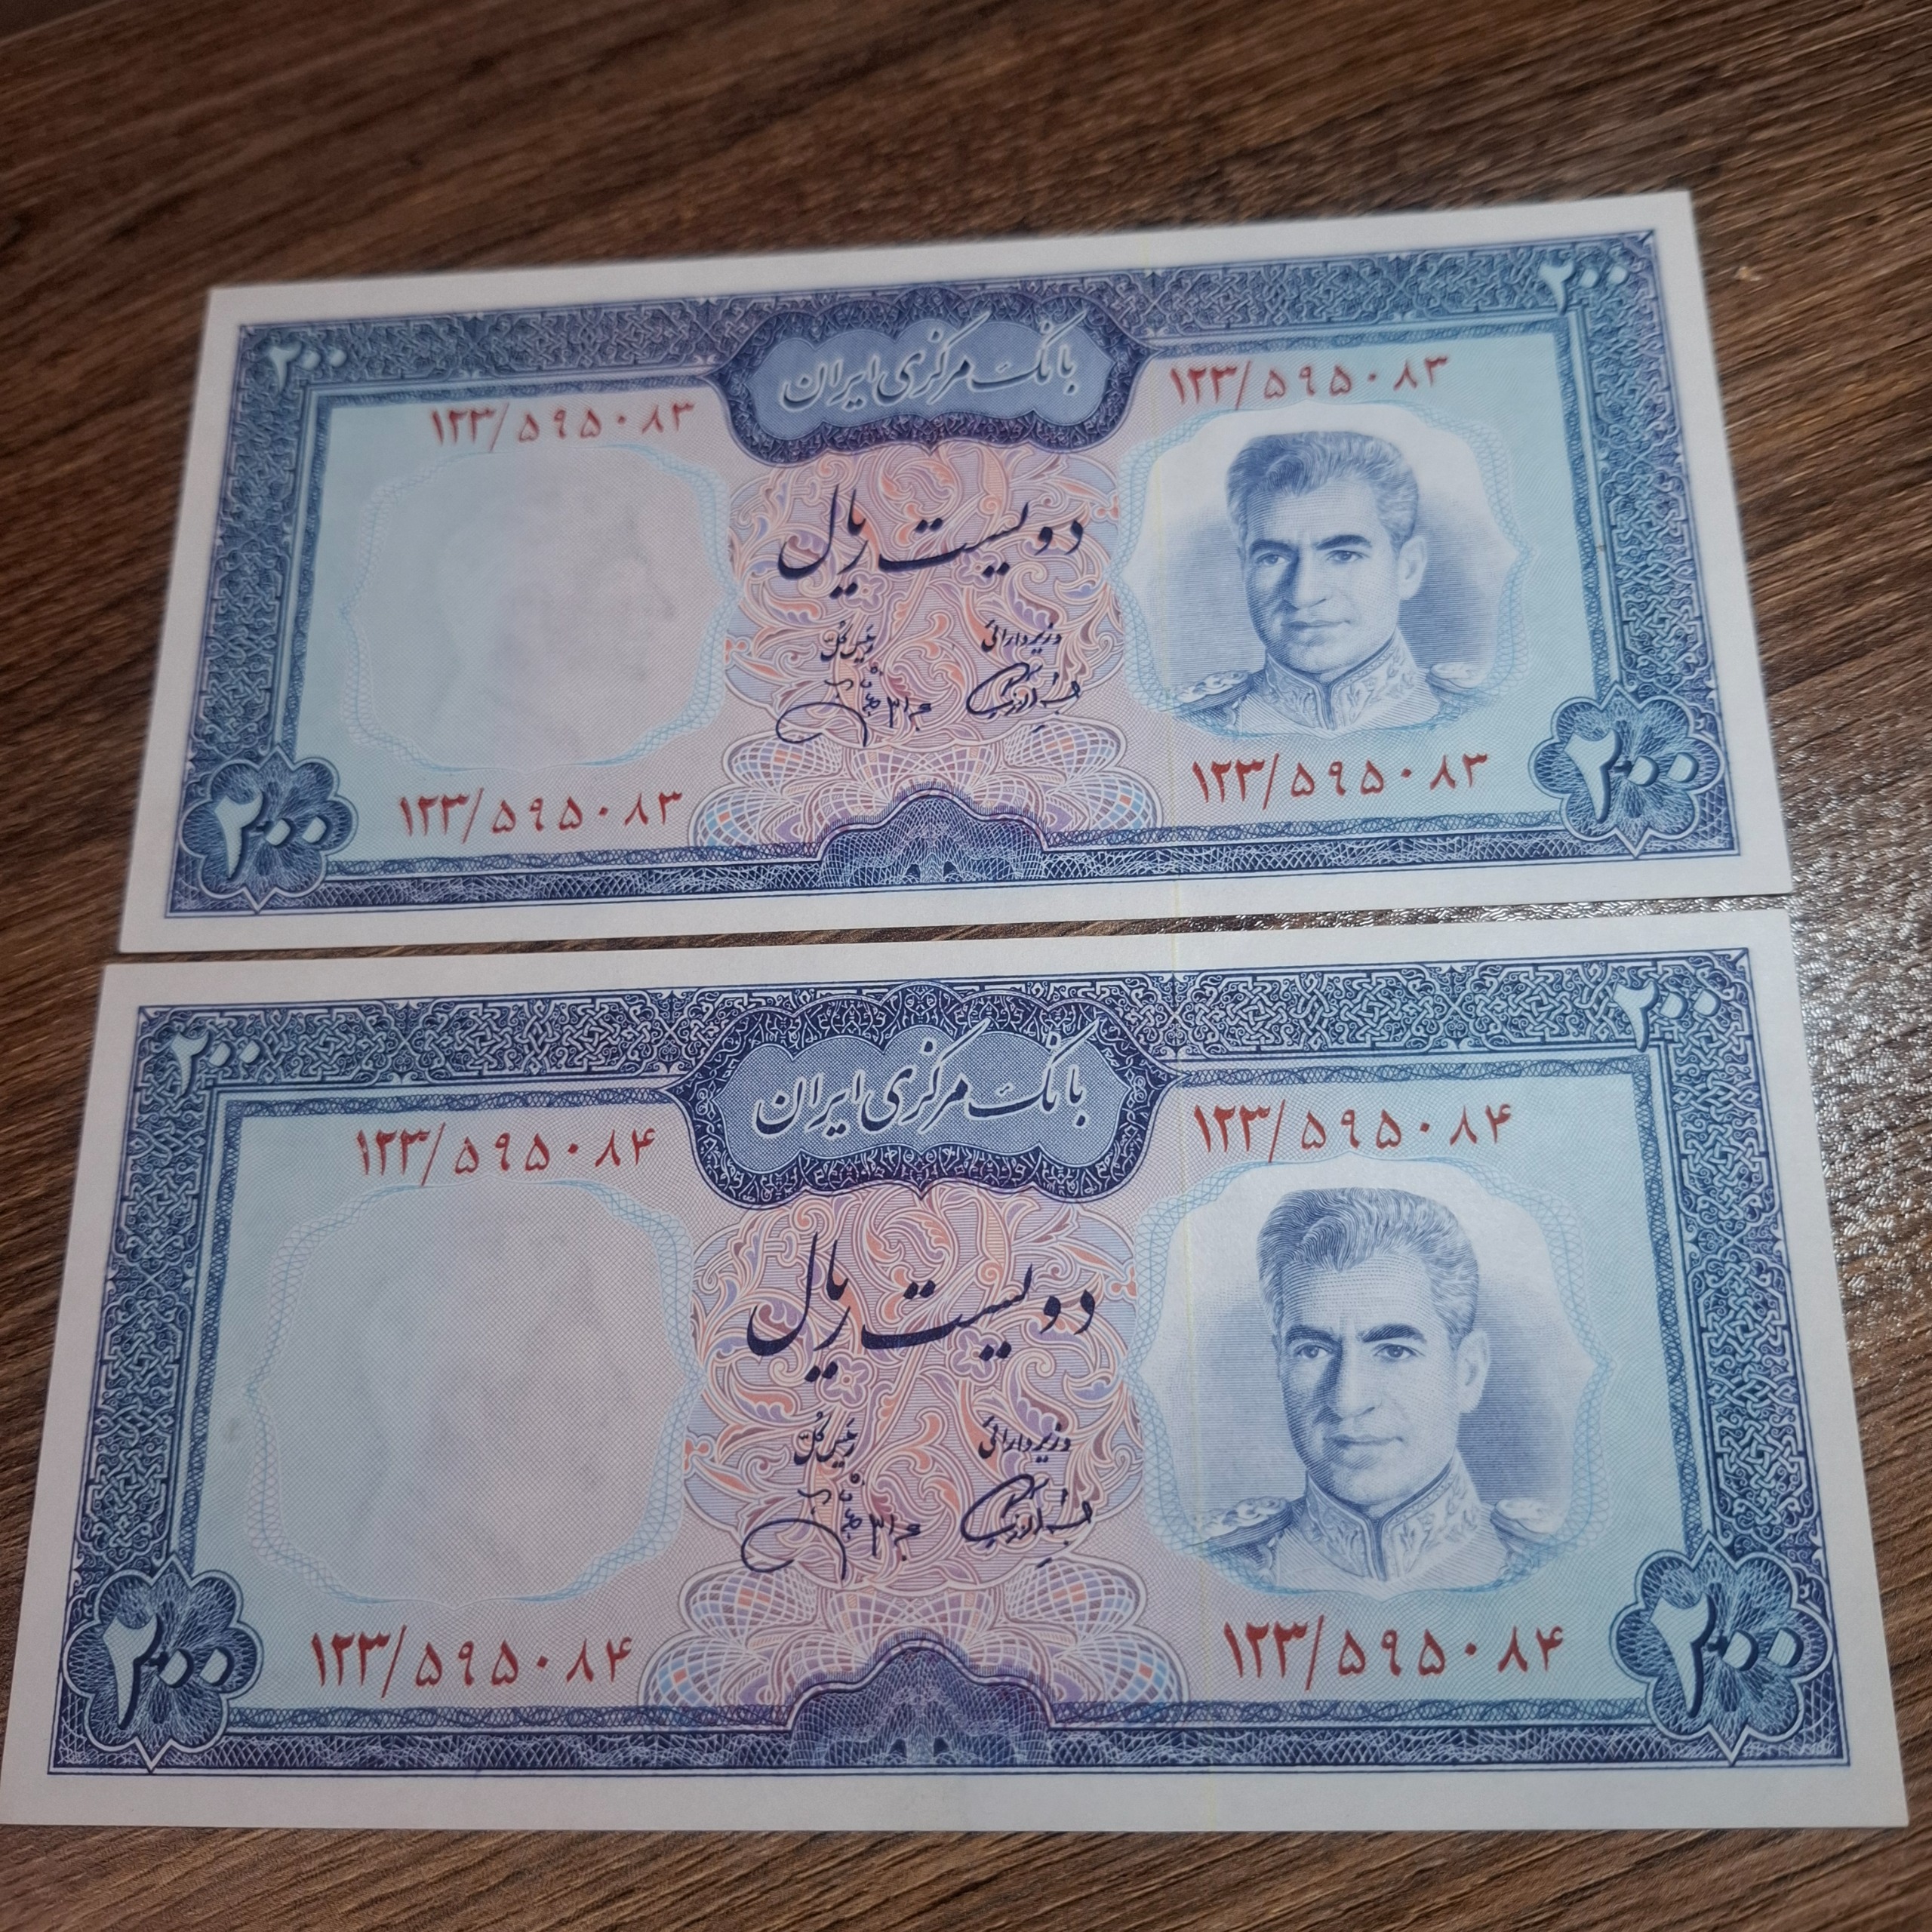 ۲۰۰
بانک مرکزی ایران
۲۰۰
۱۲۳/۵۹۵۰۸۳
۱۲۳/۵۹۵۰۸۳
دویست ریال
وزیر دارائی
رئیس کل
۱۲۳/۵۹۵۰۸۳
۱۲۳/۵۹۵۰۸۳
۲۰۰
۲۰۰
۲۰۰
بانک مرکزی ایران
۲۰۰
۱۲۳/۵۹۵۰۸۴
۱۲۳/۵۹۵۰۸۴
دویست ریال
وزیر دارائی
رئیس کل
۱۲۳/۵۹۵۰۸۴
۱۲۳/۵۹۵۰۸۴
۲۰۰
۲۰۰